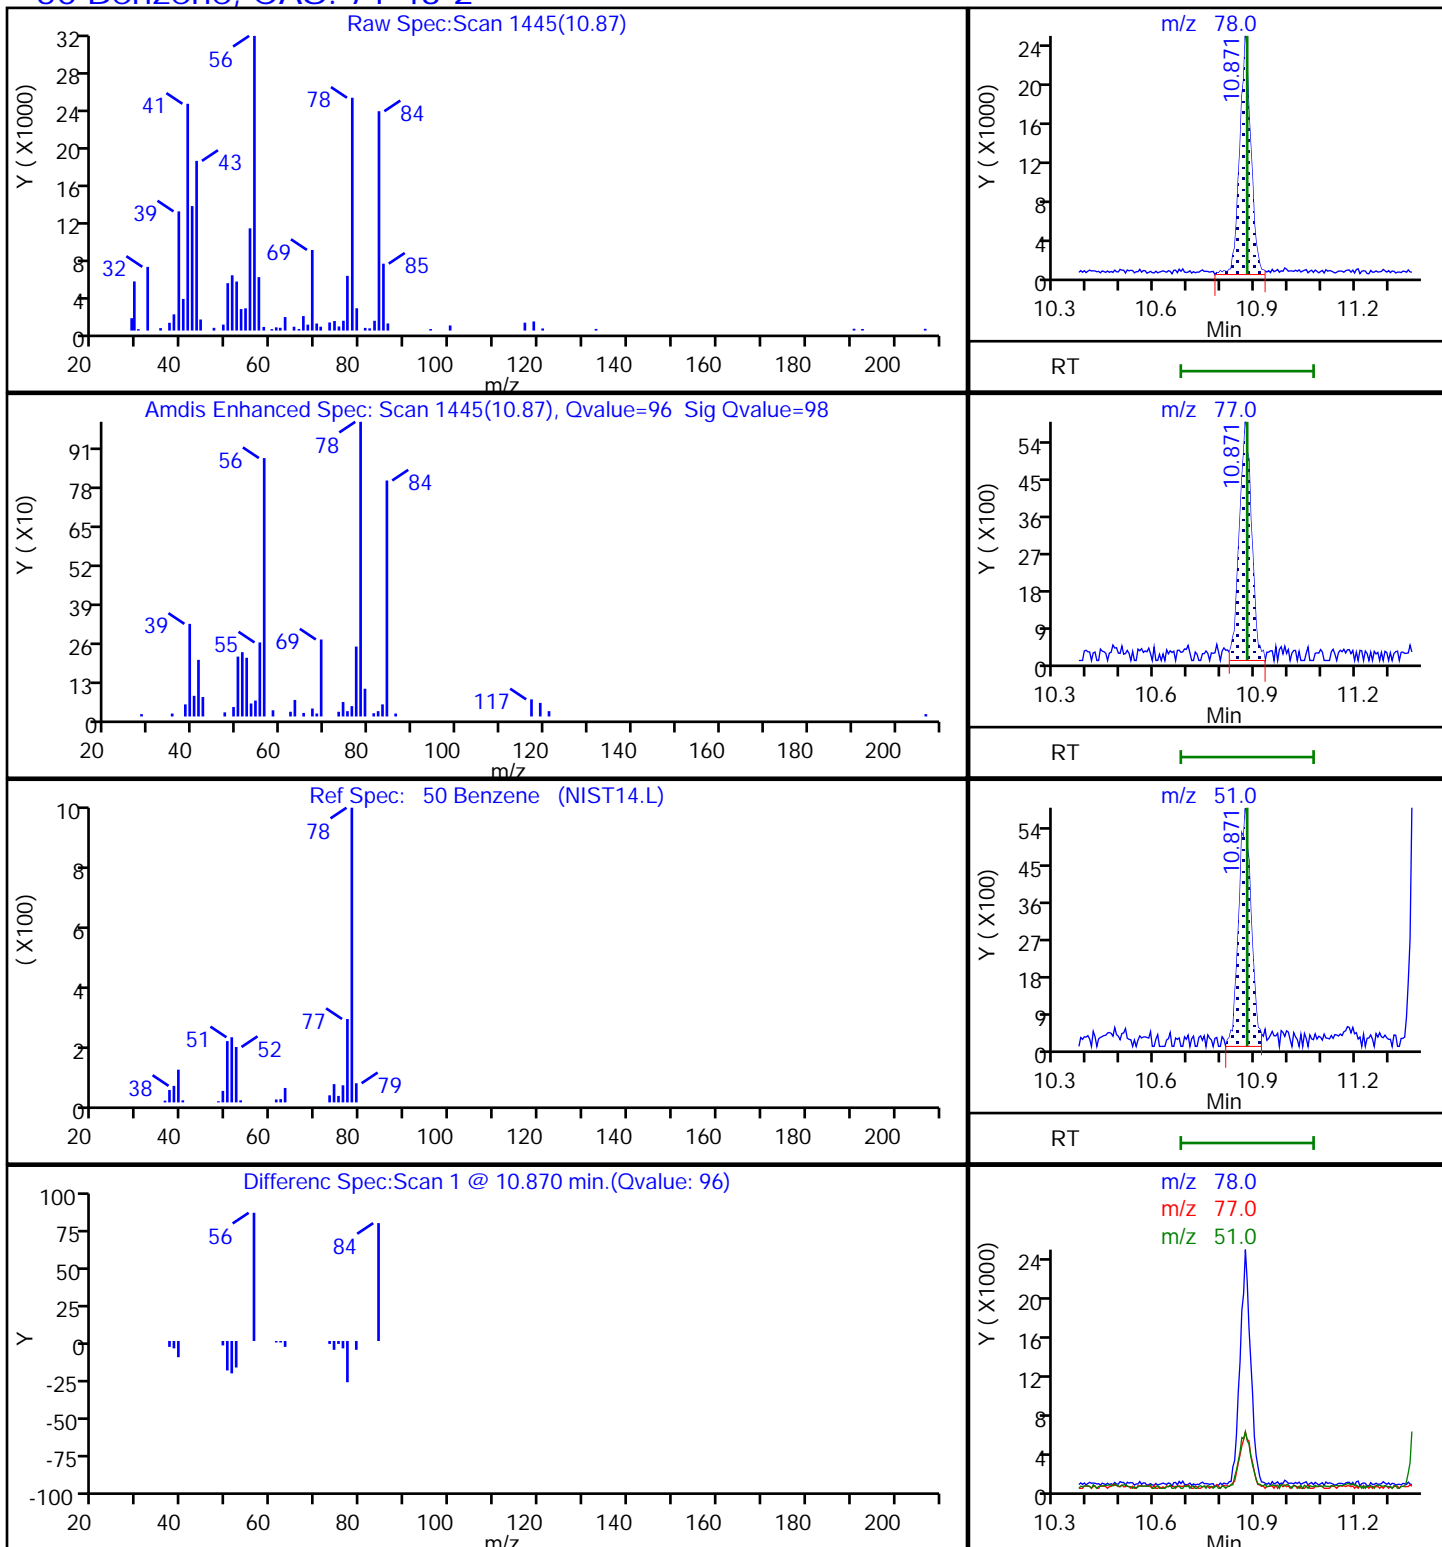 50 Benzene, CAS: 71-43-2
Raw Spec:Scan 1445(10.87)
Y ( X1000)
32
28
24
20
16
12
8
4
0
56
41
43
39
32
69
78
84
85
20 40 60 80 100 120 140 160 180 200
m/z
m/z 78.0
Y ( X1000)
24
20
16
12
8
4
0
10.871
10.3 10.6 10.9 11.2
Min
RT
Amdis Enhanced Spec: Scan 1445(10.87), Qvalue=96 Sig Qvalue=98
Y ( X10)
91
78
65
52
39
26
13
0
78
56
84
39
55
69
117
20 40 60 80 100 120 140 160 180 200
m/z
m/z 77.0
Y ( X100)
54
45
36
27
18
9
0
10.871
10.3 10.6 10.9 11.2
Min
RT
Ref Spec: 50 Benzene (NIST14.L)
( X100)
10
8
6
4
2
0
78
77
51
52
38
79
20 40 60 80 100 120 140 160 180 200
m/z 51.0
Y ( X100)
54
45
36
27
18
9
0
10.871
10.3 10.6 10.9 11.2
Min
RT
Differenc Spec:Scan 1 @ 10.870 min.(Qvalue: 96)
Y
100
75
50
25
0
-25
-50
-75
-100
56
84
20 40 60 80 100 120 140 160 180 200
m/z
m/z 78.0
m/z 77.0
m/z 51.0
Y ( X1000)
24
20
16
12
8
4
0
10.3 10.6 10.9 11.2
Min